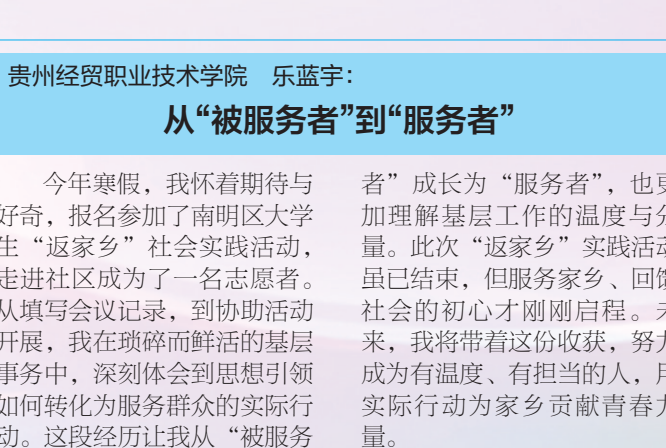 贵州经贸职业技术学院 乐蓝宇：
从“被服务者”到“服务者”
今年寒假，我怀着期待与
好奇，报名参加了南明区大学
生“返家乡”社会实践活动，
走进社区成为了一名志愿者。
从填写会议记录，到协助活动
开展，我在琐碎而鲜活的基层
事务中，深刻体会到思想引领
如何转化为服务群众的实际行
动。这段经历让我从“被服务
者”成长为“服务者”，也更
加理解基层工作的温度与分
量。此次“返家乡”实践活动
虽已结束，但服务家乡、回馈
社会的初心才刚刚启程。未
来，我将带着这份收获，努力
成为有温度、有担当的人，用
实际行动为家乡贡献青春力
量。